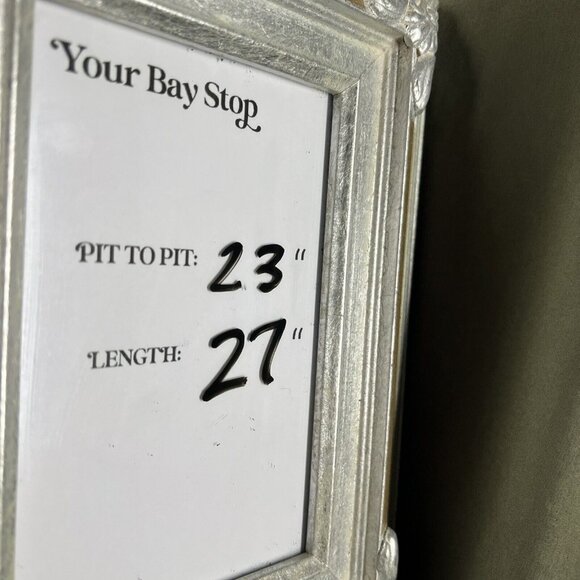 Your Bay Stop
PIT TO PIT: 23"
LENGTH: 27"